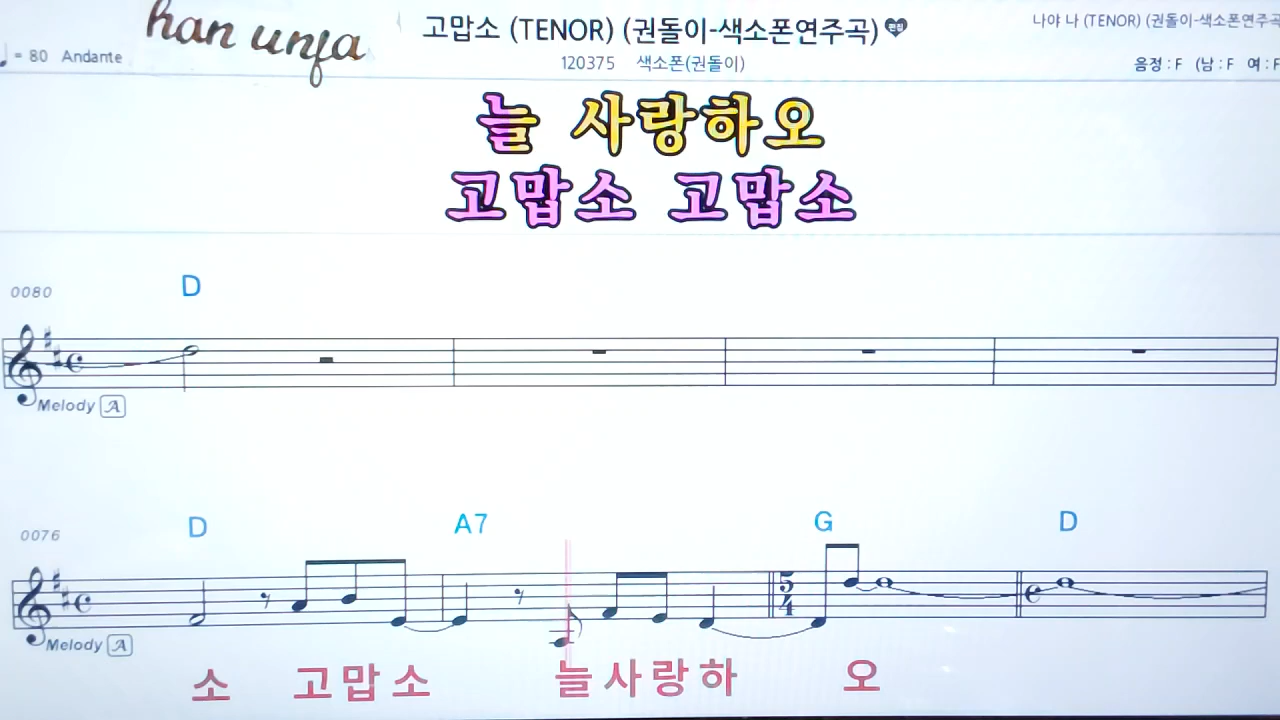 han unja
고맙소 (TENOR) (권돌이-색소폰연주곡)
나야 나 (TENOR) (권돌이-색소폰연주곡
= 80 Andante
120375 색소폰(권돌이)
음정 : F (남 : F 여 : F
늘 사랑하오
고맙소 고맙소
D
0080
Melody A
D A7 G D
0076
5
4
Melody A
소 고맙소 늘사랑하 오